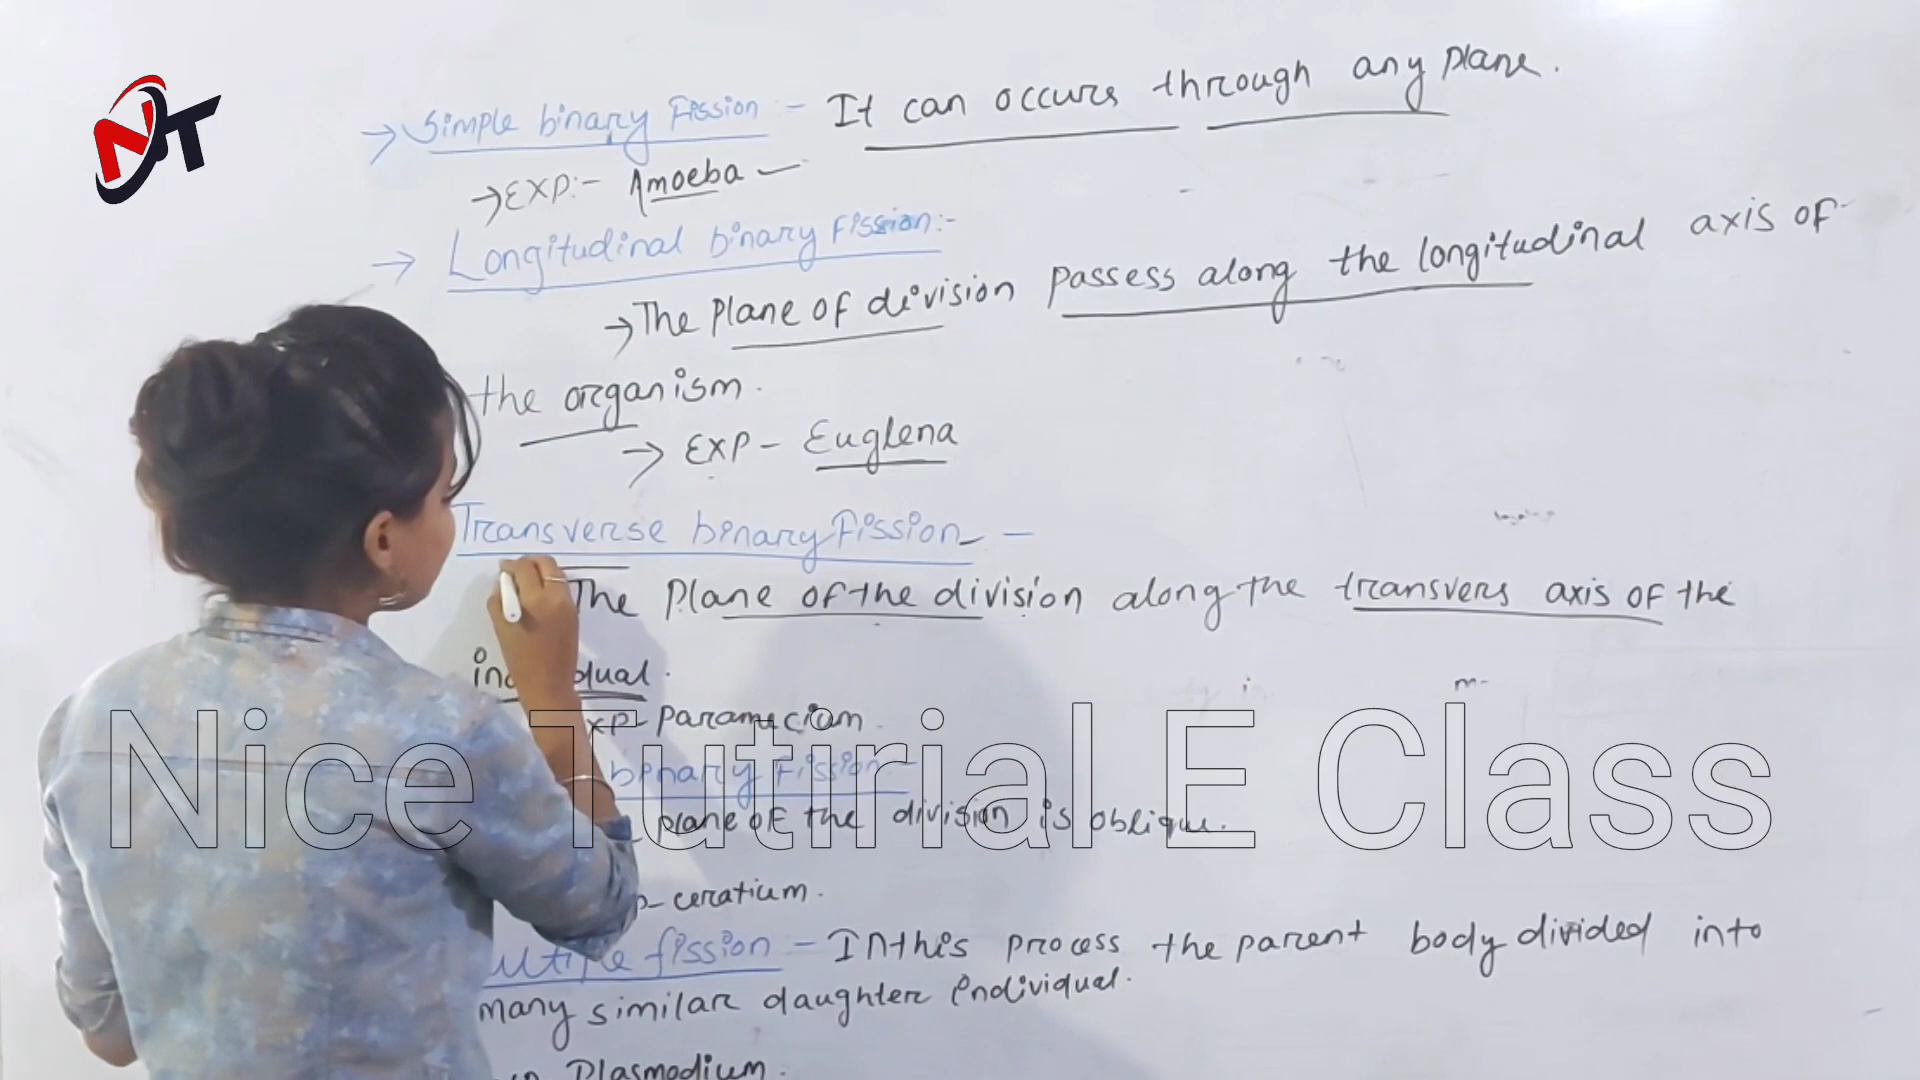 NT
→ Simple binary Fission :- It can occurs through any plane.
→ EXP:- Amoeba —
→ Longitudinal binary Fission:-
→ The Plane OF division passess along the longitudinal axis OF
the organism.
→ EXP - Euglena
Transverse binary Fission - —
The Plane OF the division along the transvers axis OF the
dual.
xp- Paramecium.
binary Fission -
Nice Tutirial E Class
plane OF the division is oblique.
p- ceratium.
ultiple fission - In this process the parent body divided into
many similar daughter individual.
Plasmodium.